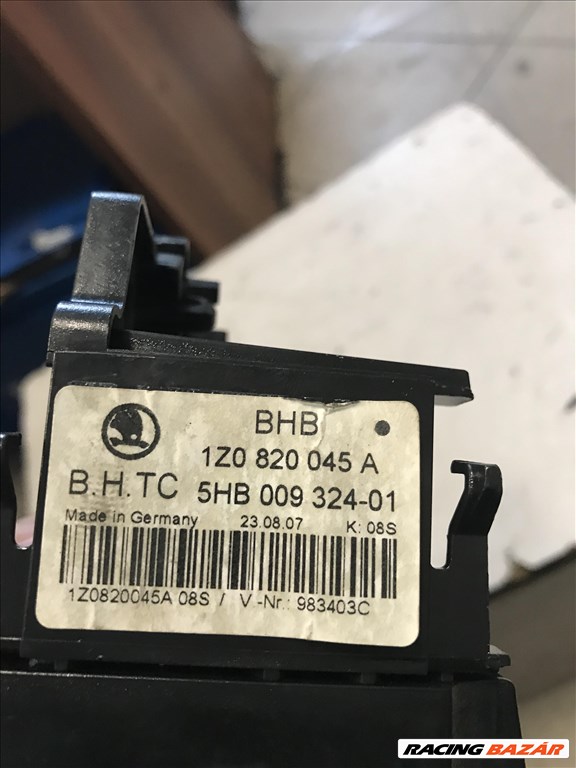 BHB
1Z0 820 045 A
B.H.TC 5HB 009 324-01
Made in Germany 23.08.07 K: 08S
1Z0820045A 08S / V.-Nr.: 983403C
RACING BAZÁR